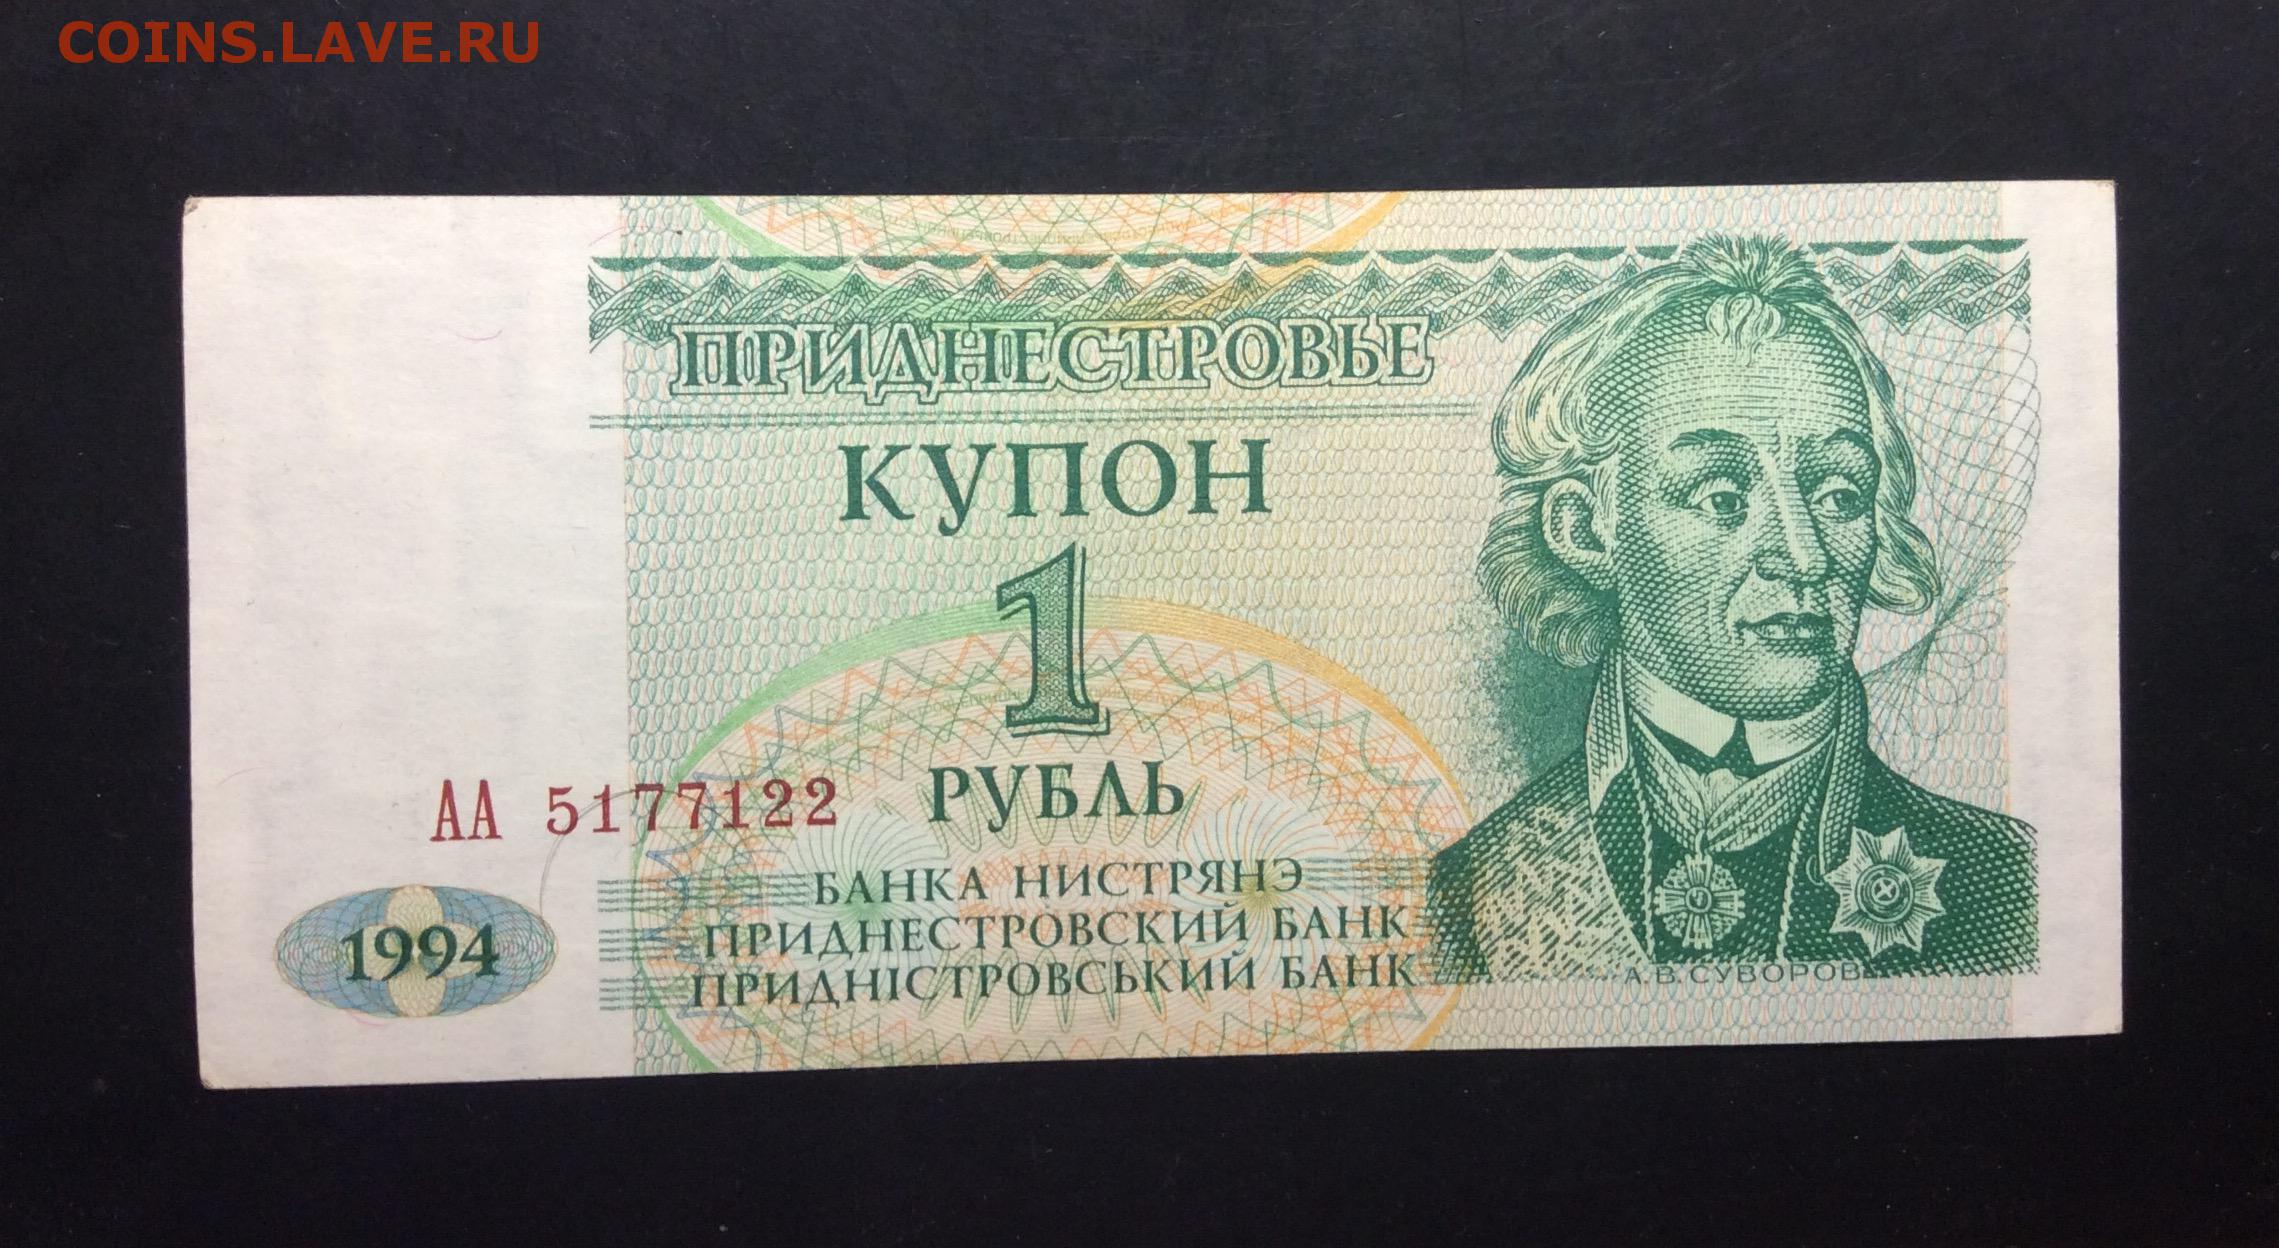 COINS.LAVE.RU
ПРИДНЕСТРОВЬЕ
КУПОН
1
РУБЛЬ
АА 5177122
БАНКА НИСТРЯНЭ
ПРИДНЕСТРОВСКИЙ БАНК
ПРИДНІСТРОВСЬКИЙ БАНК
1994
А.В.СУВОРОВ